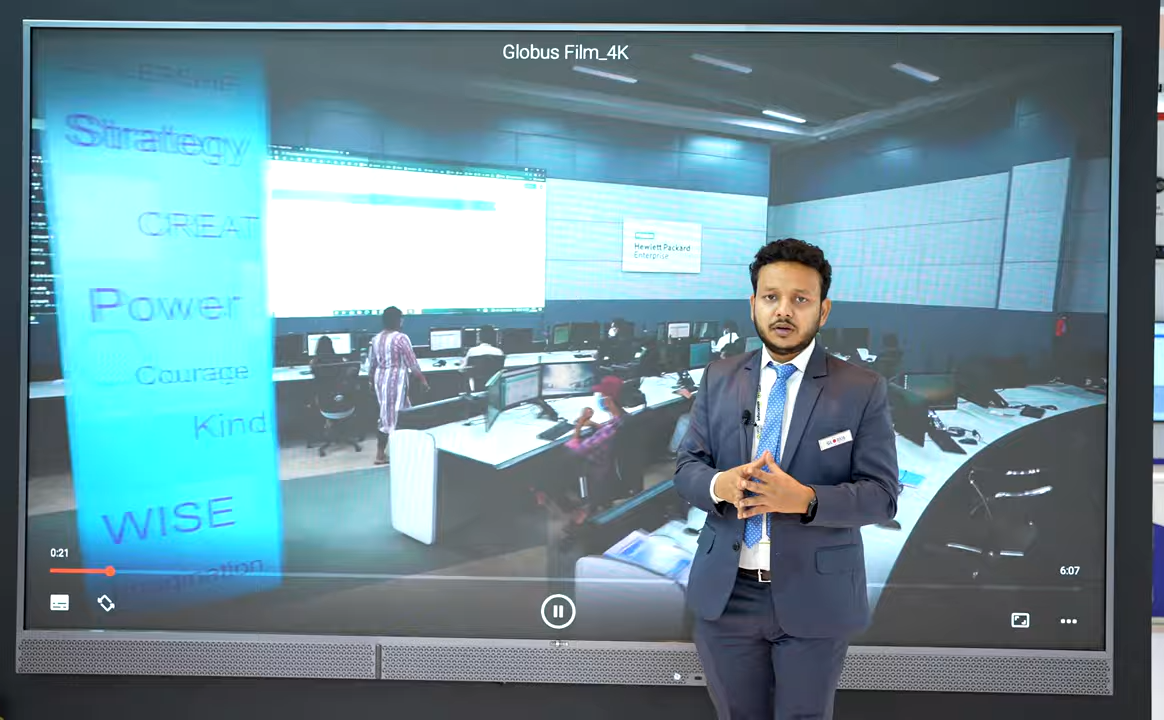 Globus Film_4K
Strategy
CREAT
Power
Courage
Kind
WISE
Hewlett Packard
Enterprise
0:21
6:07